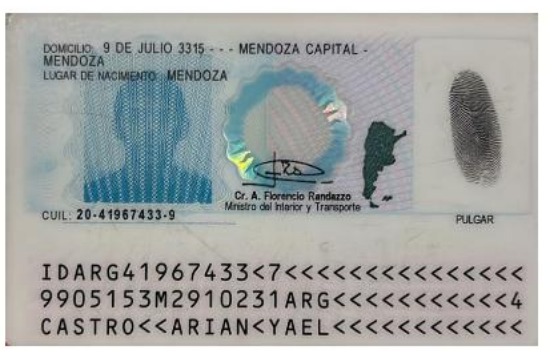 DOMICILIO: 9 DE JULIO 3315 - - - MENDOZA CAPITAL -
MENDOZA
LUGAR DE NACIMIENTO: MENDOZA
Cr. A. Florencio Randazzo
Ministro del Interior y Transporte
CUIL: 20-41967433-9
PULGAR
IDARG41967433<7<<<<<<<<<<<<<<<
9905153M2910231ARG<<<<<<<<<<<4
CASTRO<<ARIAN<YAEL<<<<<<<<<<<<